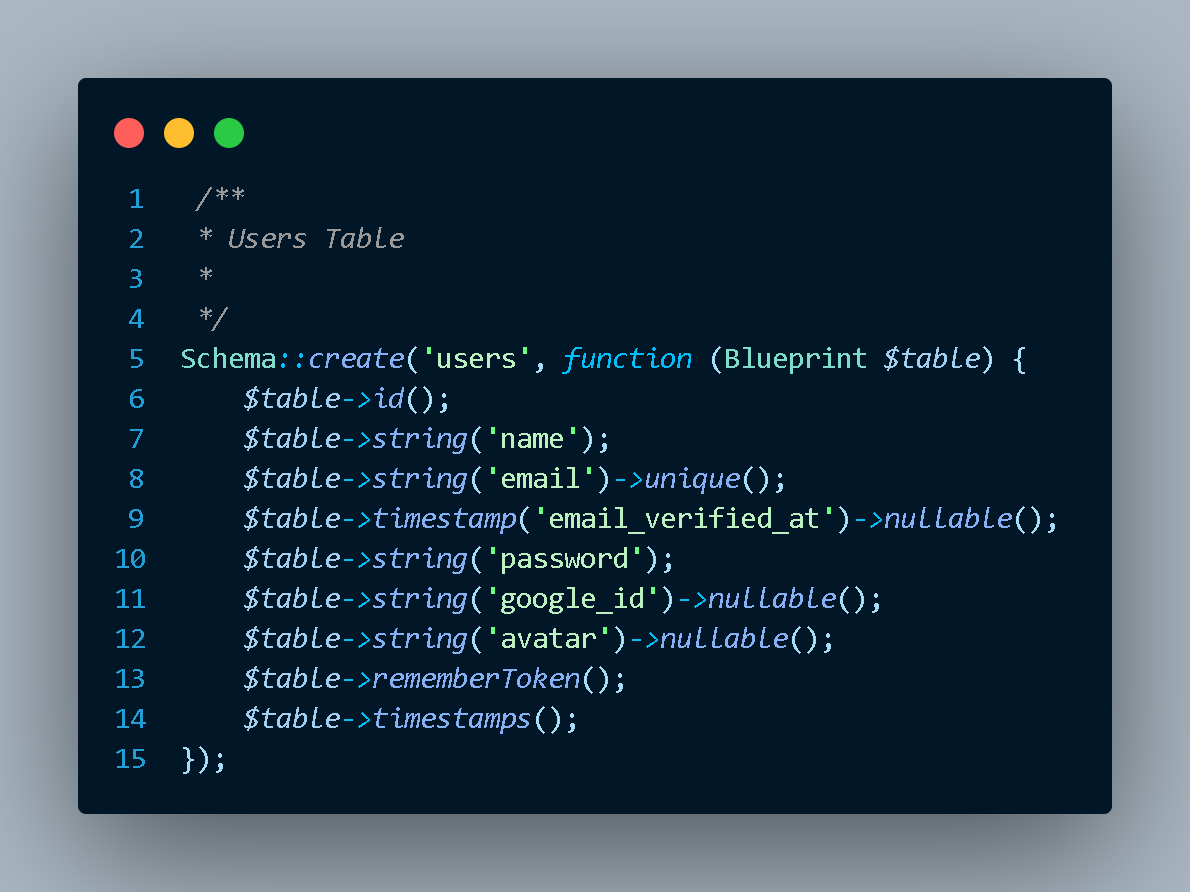 1 /**
2 * Users Table
3 *
4 */
5 Schema::create('users', function (Blueprint $table) {
6 $table->id();
7 $table->string('name');
8 $table->string('email')->unique();
9 $table->timestamp('email_verified_at')->nullable();
10 $table->string('password');
11 $table->string('google_id')->nullable();
12 $table->string('avatar')->nullable();
13 $table->rememberToken();
14 $table->timestamps();
15 });